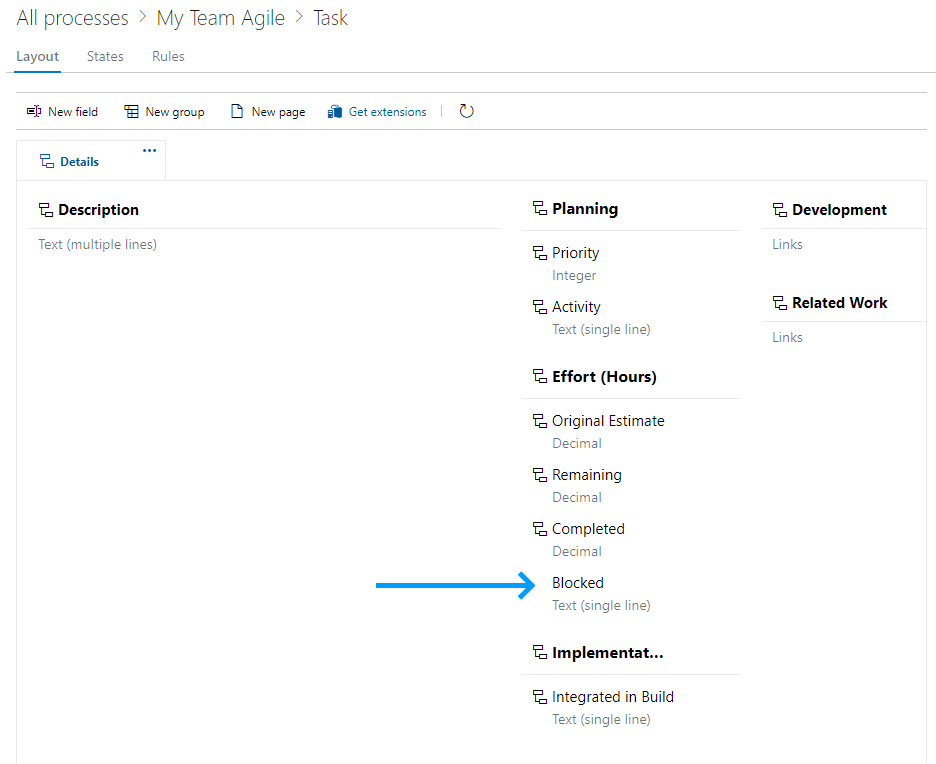 All processes > My Team Agile > Task
Layout States Rules
New field New group New page Get extensions
Details ...
Description
Text (multiple lines)
Planning
Priority
Integer
Activity
Text (single line)
Effort (Hours)
Original Estimate
Decimal
Remaining
Decimal
Completed
Decimal
Blocked
Text (single line)
Implementat...
Integrated in Build
Text (single line)
Development
Links
Related Work
Links